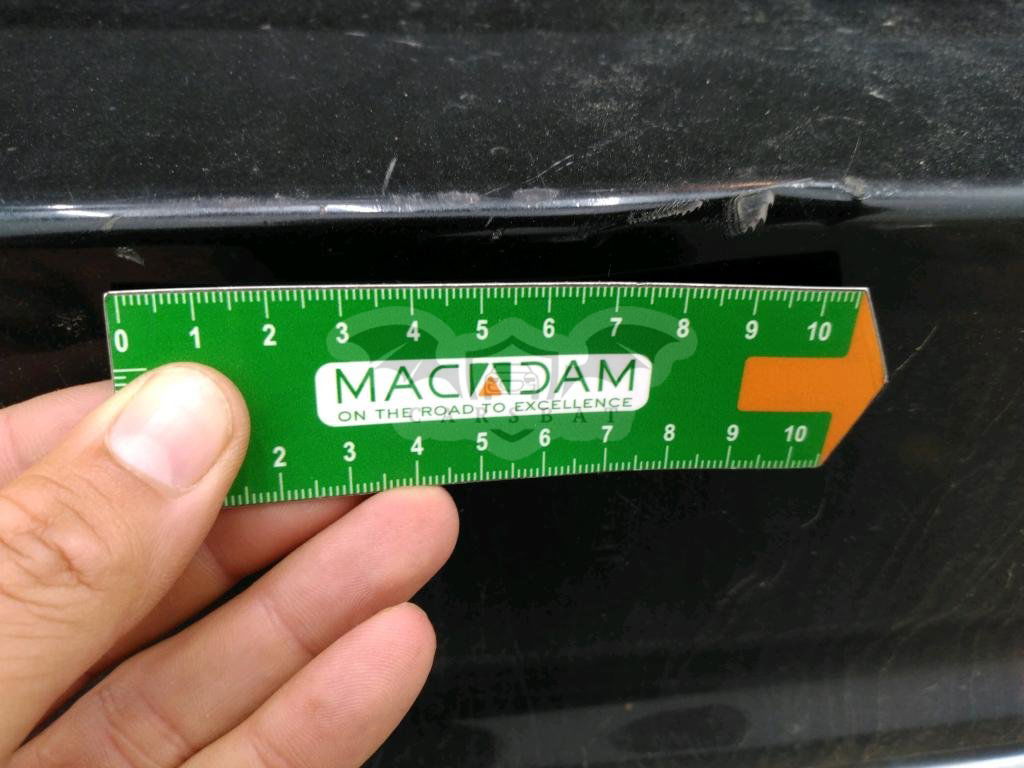 0 1 2 3 4 5 6 7 8 9 10
MACADAM
ON THE ROAD TO EXCELLENCE
CARSBAT
2 3 4 5 6 7 8 9 10